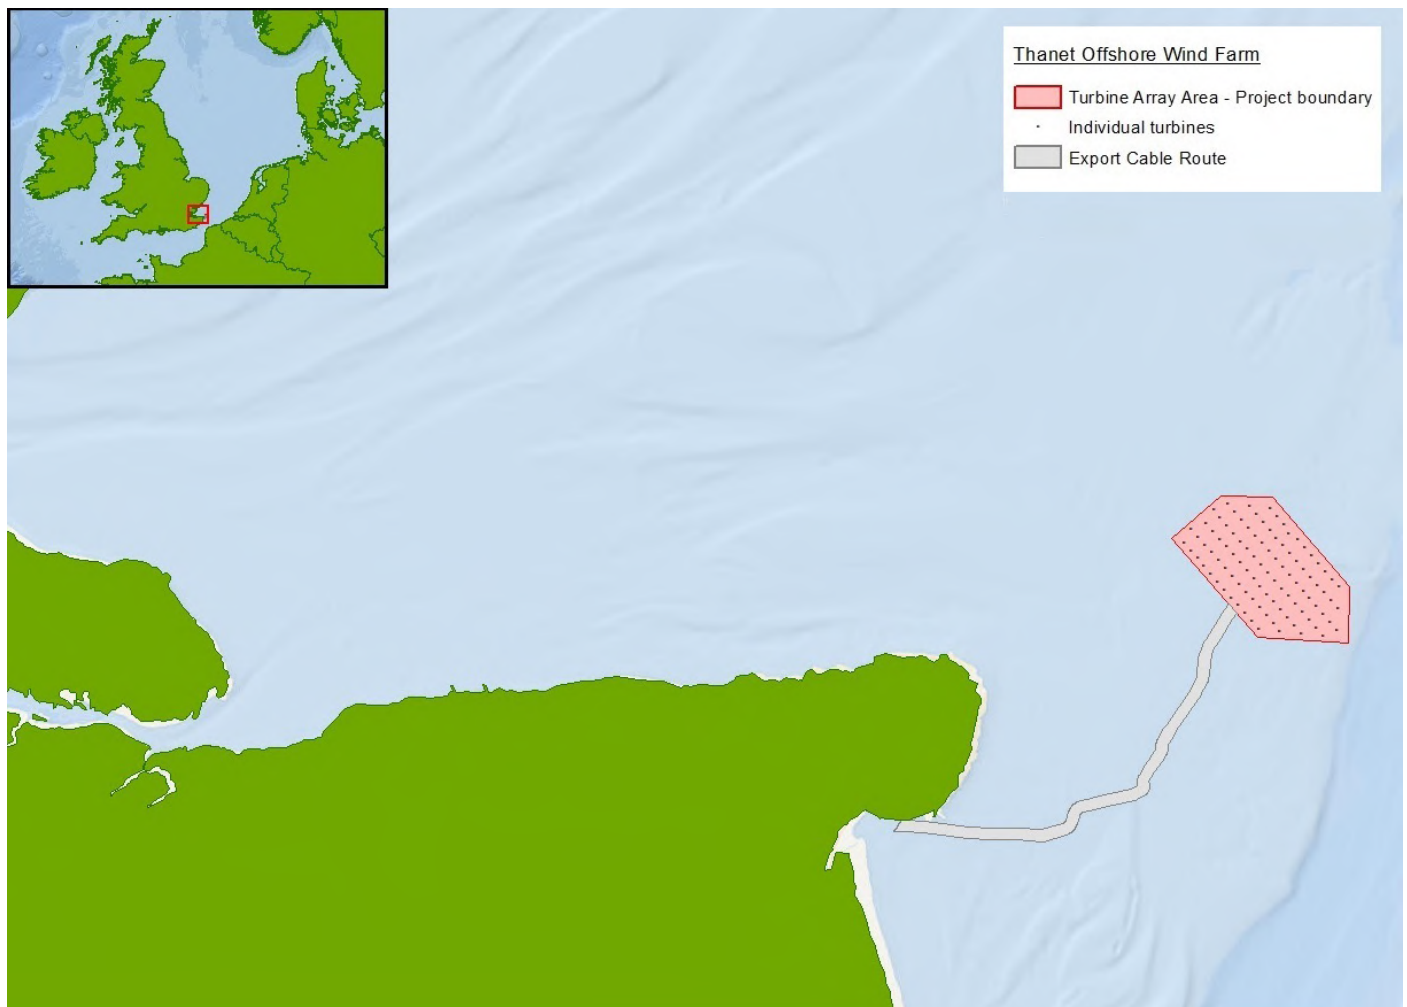 Thanet Offshore Wind Farm
Turbine Array Area - Project boundary
Individual turbines
Export Cable Route